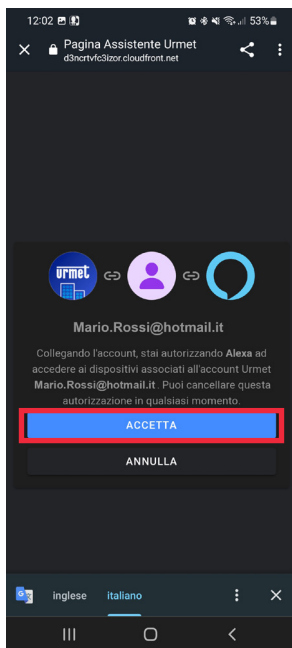 12:02 53%
Pagina Assistente Urmet
d3ncrtvfc3izor.cloudfront.net
urmet
Mario.Rossi@hotmail.it
Collegando l'account, stai autorizzando Alexa ad
accedere ai dispositivi associati all'account Urmet
Mario.Rossi@hotmail.it . Puoi cancellare questa
autorizzazione in qualsiasi momento.
ACCETTA
ANNULLA
inglese italiano